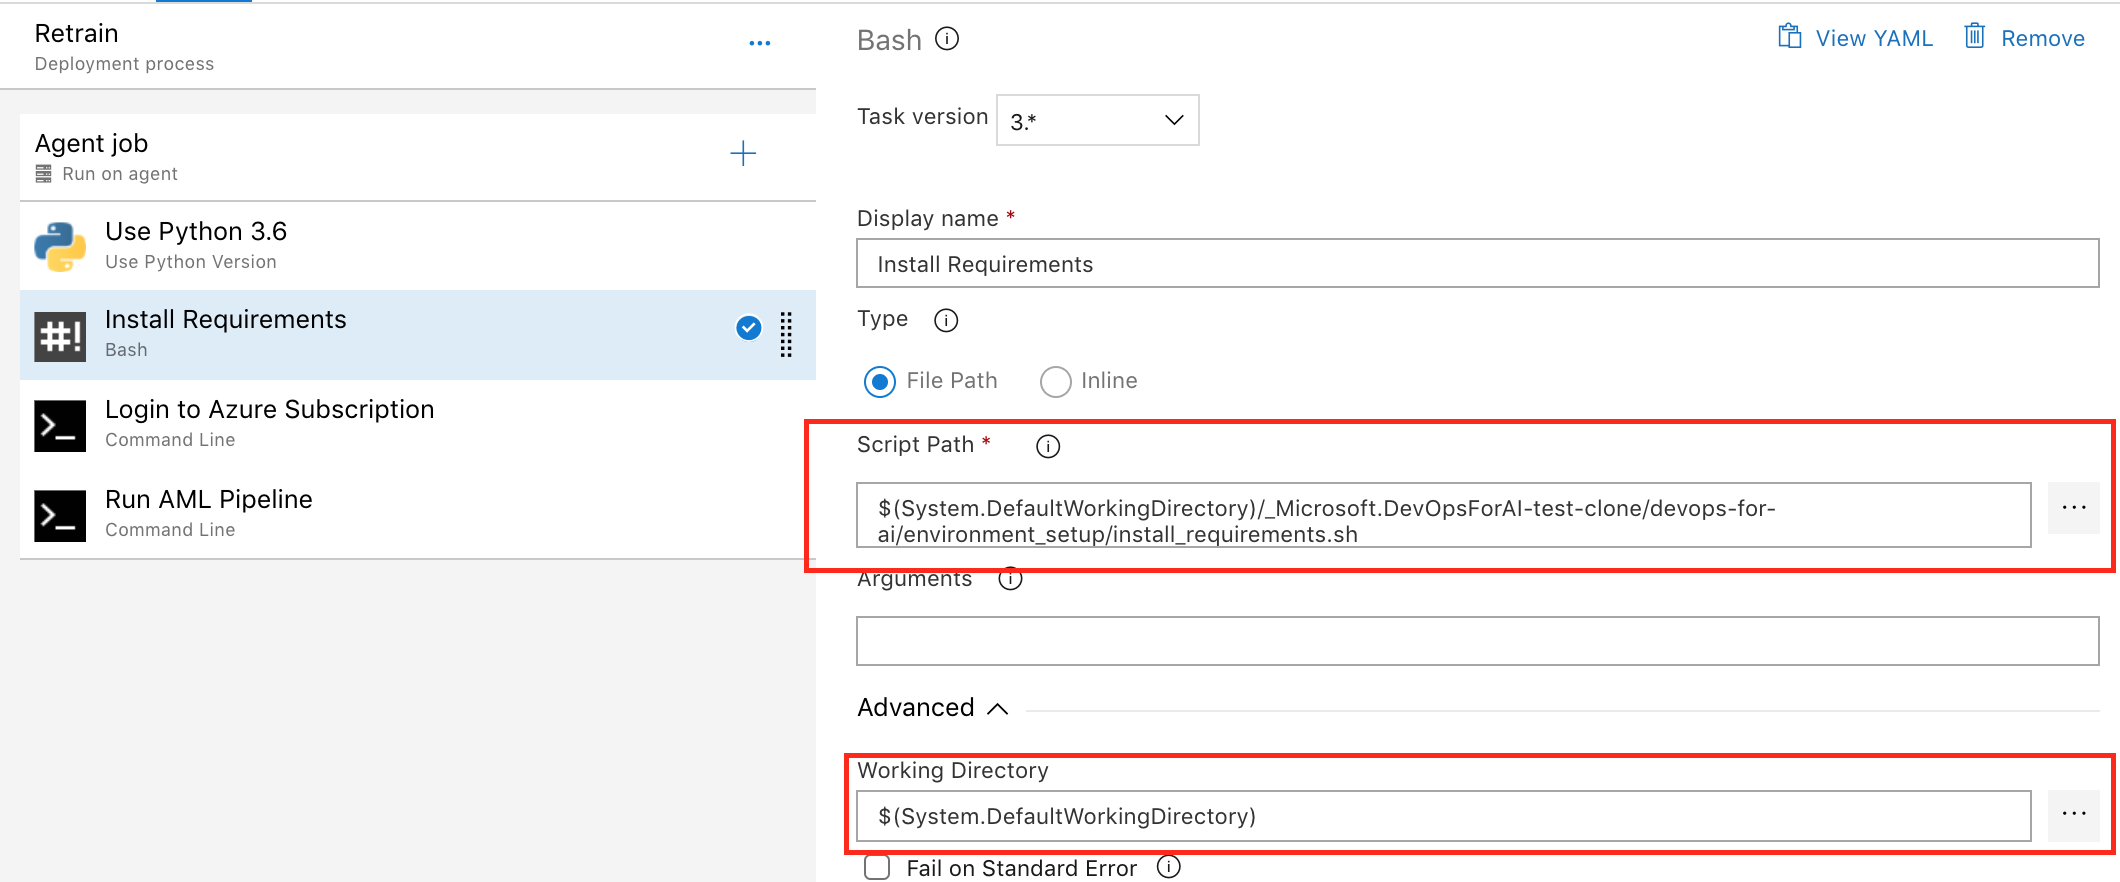 Retrain
Deployment process
...
Agent job
Run on agent
Use Python 3.6
Use Python Version
#!
Install Requirements
Bash
>_
Login to Azure Subscription
Command Line
>_
Run AML Pipeline
Command Line
Bash
View YAML
Remove
Task version
3.*
Display name *
Install Requirements
Type
File Path
Inline
Script Path *
$(System.DefaultWorkingDirectory)/_Microsoft.DevOpsForAI-test-clone/devops-for-
ai/environment_setup/install_requirements.sh
...
Arguments
Advanced
Working Directory
$(System.DefaultWorkingDirectory)
...
Fail on Standard Error